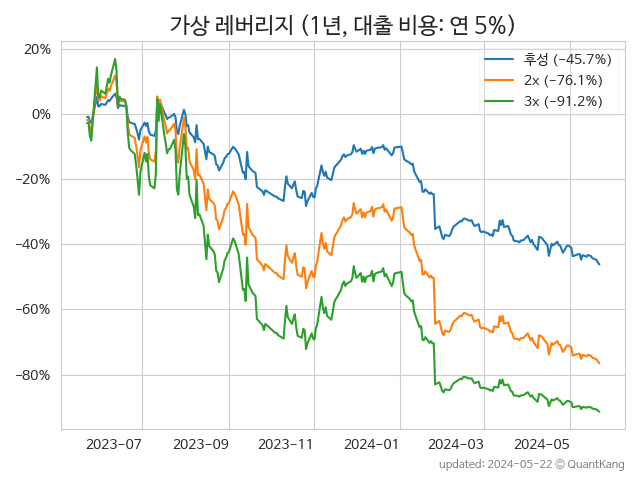 가상 레버리지 (1년, 대출 비용: 연 5%)
후성 (−45.7%)
2x (−76.1%)
3x (−91.2%)
20%
0%
−20%
−40%
−60%
−80%
2023-07
2023-09
2023-11
2024-01
2024-03
2024-05
updated: 2024-05-22 © QuantKang